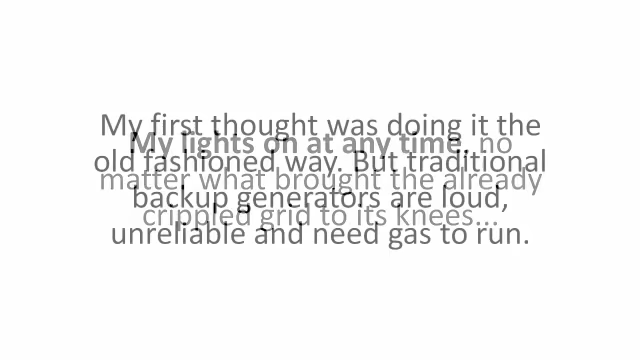 My first thought was doing it the
My lights on at any time. no
old fashioned way. But traditional
matter what brought the already
backup generators are loud,
crippled grid to its knees...
unreliable and need gas to run.